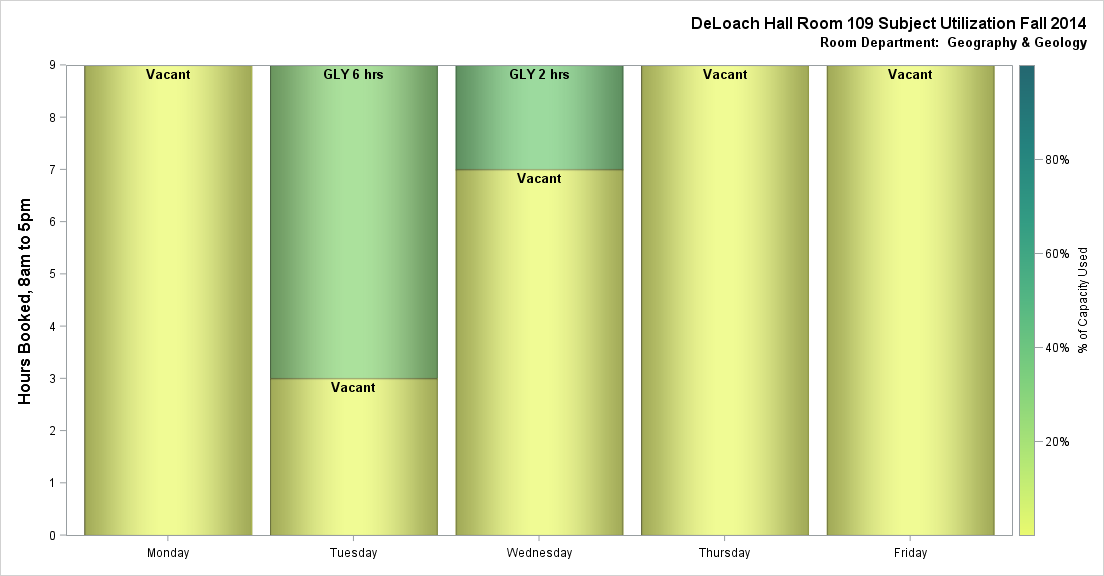 DeLoach Hall Room 109 Subject Utilization Fall 2014
Room Department: Geography & Geology
Hours Booked, 8am to 5pm
9
8
7
6
5
4
3
2
1
0
Vacant
GLY 6 hrs
GLY 2 hrs
Vacant
Vacant
Vacant
Vacant
Monday
Tuesday
Wednesday
Thursday
Friday
80%
60%
40%
20%
% of Capacity Used